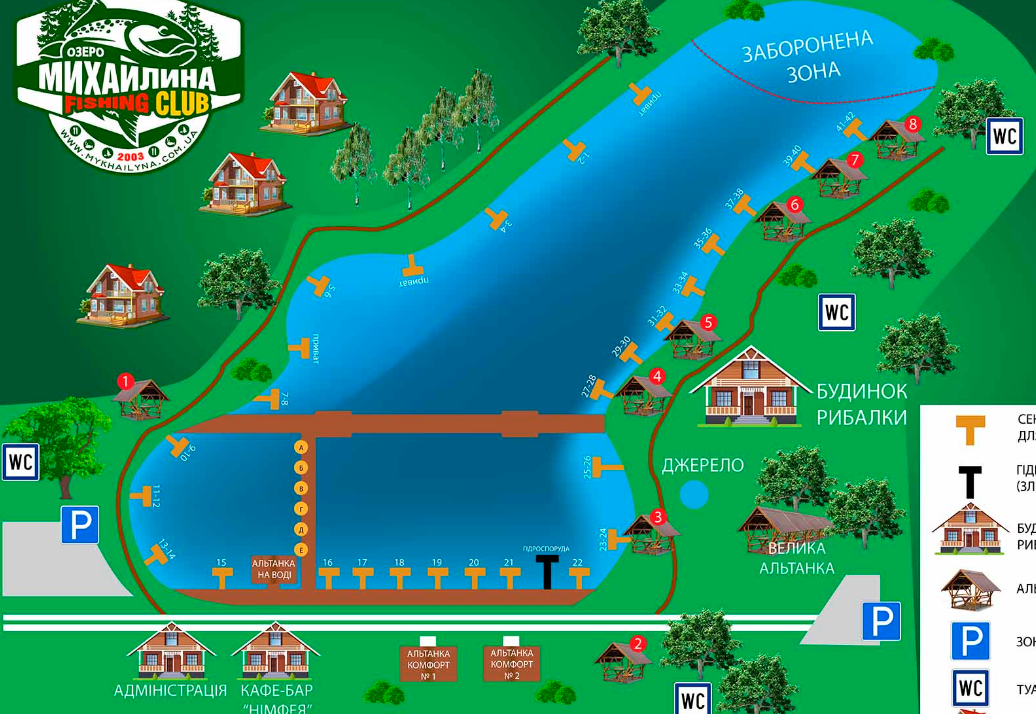 ОЗЕРО
МИХАЙЛИНА
FISHING CLUB
WWW.MYKHAILYNA.COM.UA
2003
ЗАБОРОНЕНА
ЗОНА
приват
1-2
3-4
приват
5-6
приват
7-8
41-42
8
39-40
7
37-38
6
35-36
33-34
31-32
5
29-30
27-28
4
WC
WC
БУДИНОК
РИБАЛКИ
1
WC
P
9-10
11-12
13-14
А
Б
В
Г
Д
Е
25-26
ДЖЕРЕЛО
23-24
3
ВЕЛИКА
АЛЬТАНКА
15
АЛЬТАНКА
НА ВОДІ
16
17
18
19
20
21
ГІДРОСПОРУДА
22
P
АДМІНІСТРАЦІЯ
КАФЕ-БАР
"НІМФЕЯ"
АЛЬТАНКА
КОМФОРТ
№ 1
АЛЬТАНКА
КОМФОРТ
№ 2
2
WC
P
WC